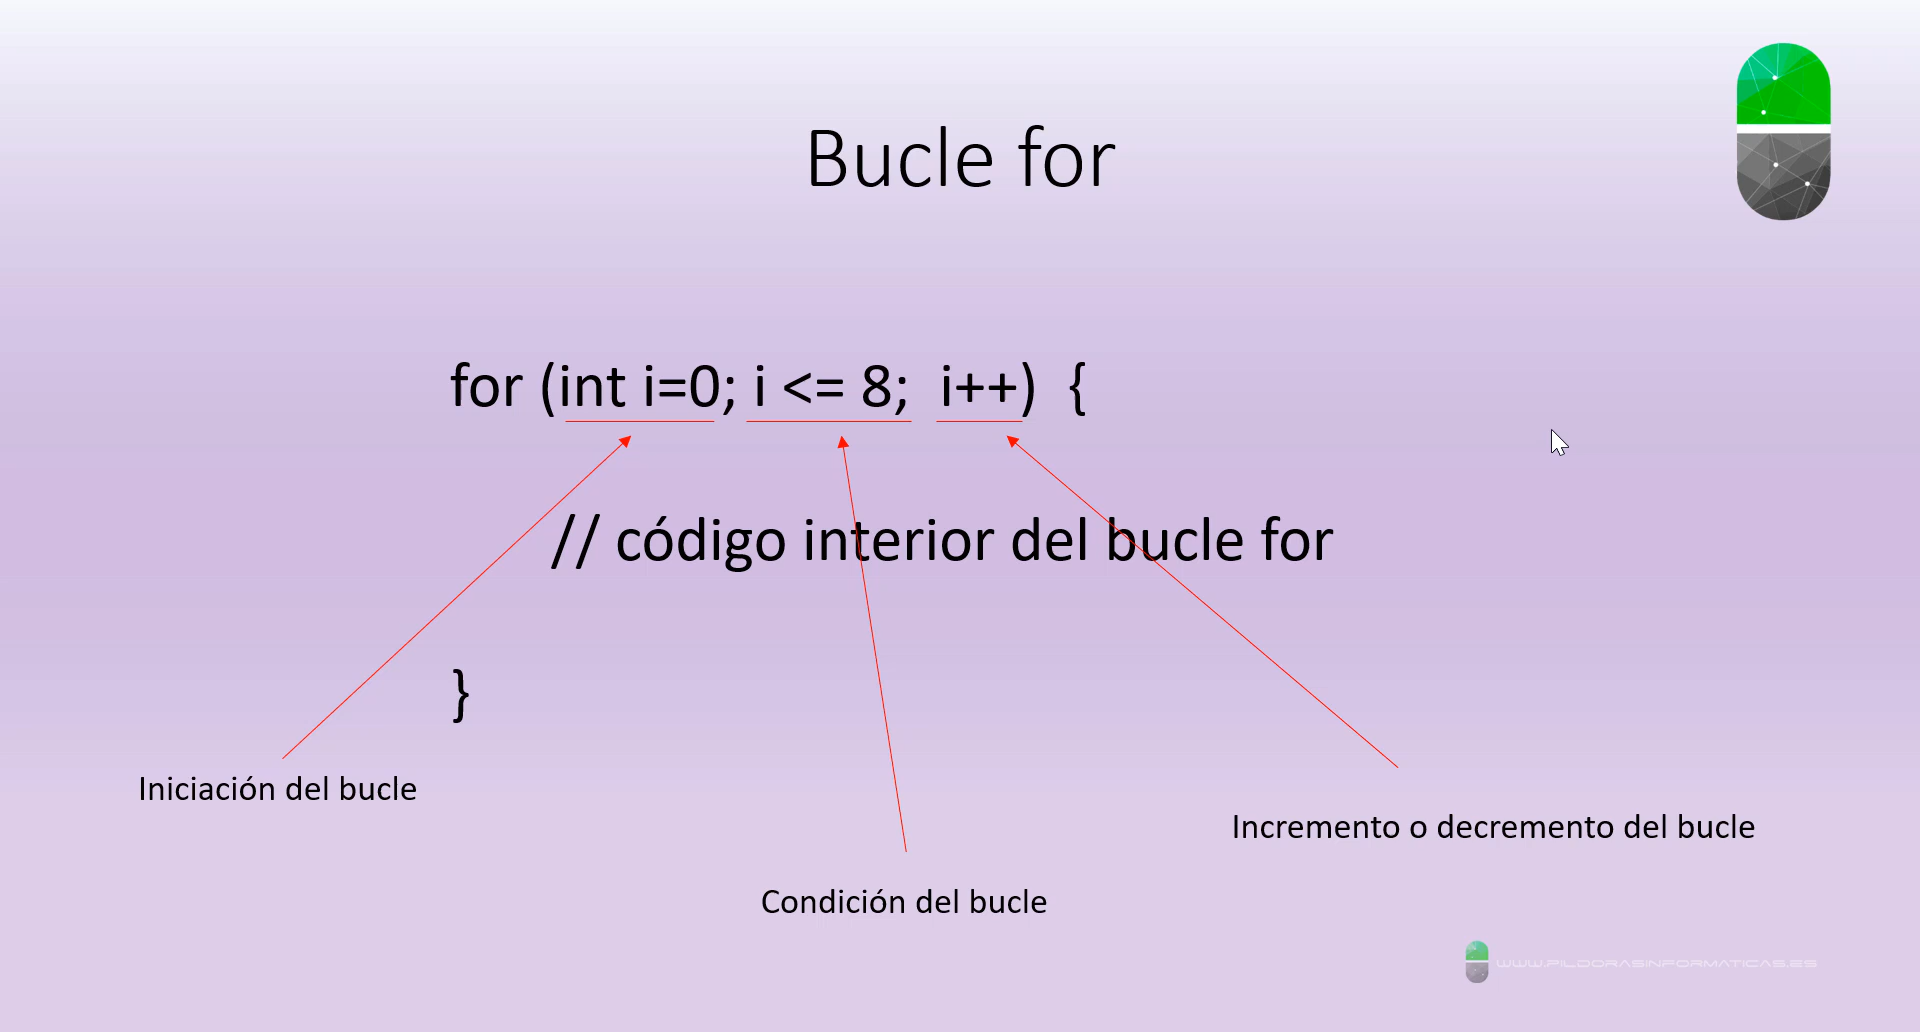 Bucle for
for (int i=0; i <= 8; i++) {
// código interior del bucle for
}
Iniciación del bucle
Incremento o decremento del bucle
Condición del bucle
WWW.PILDORASINFORMATICAS.ES